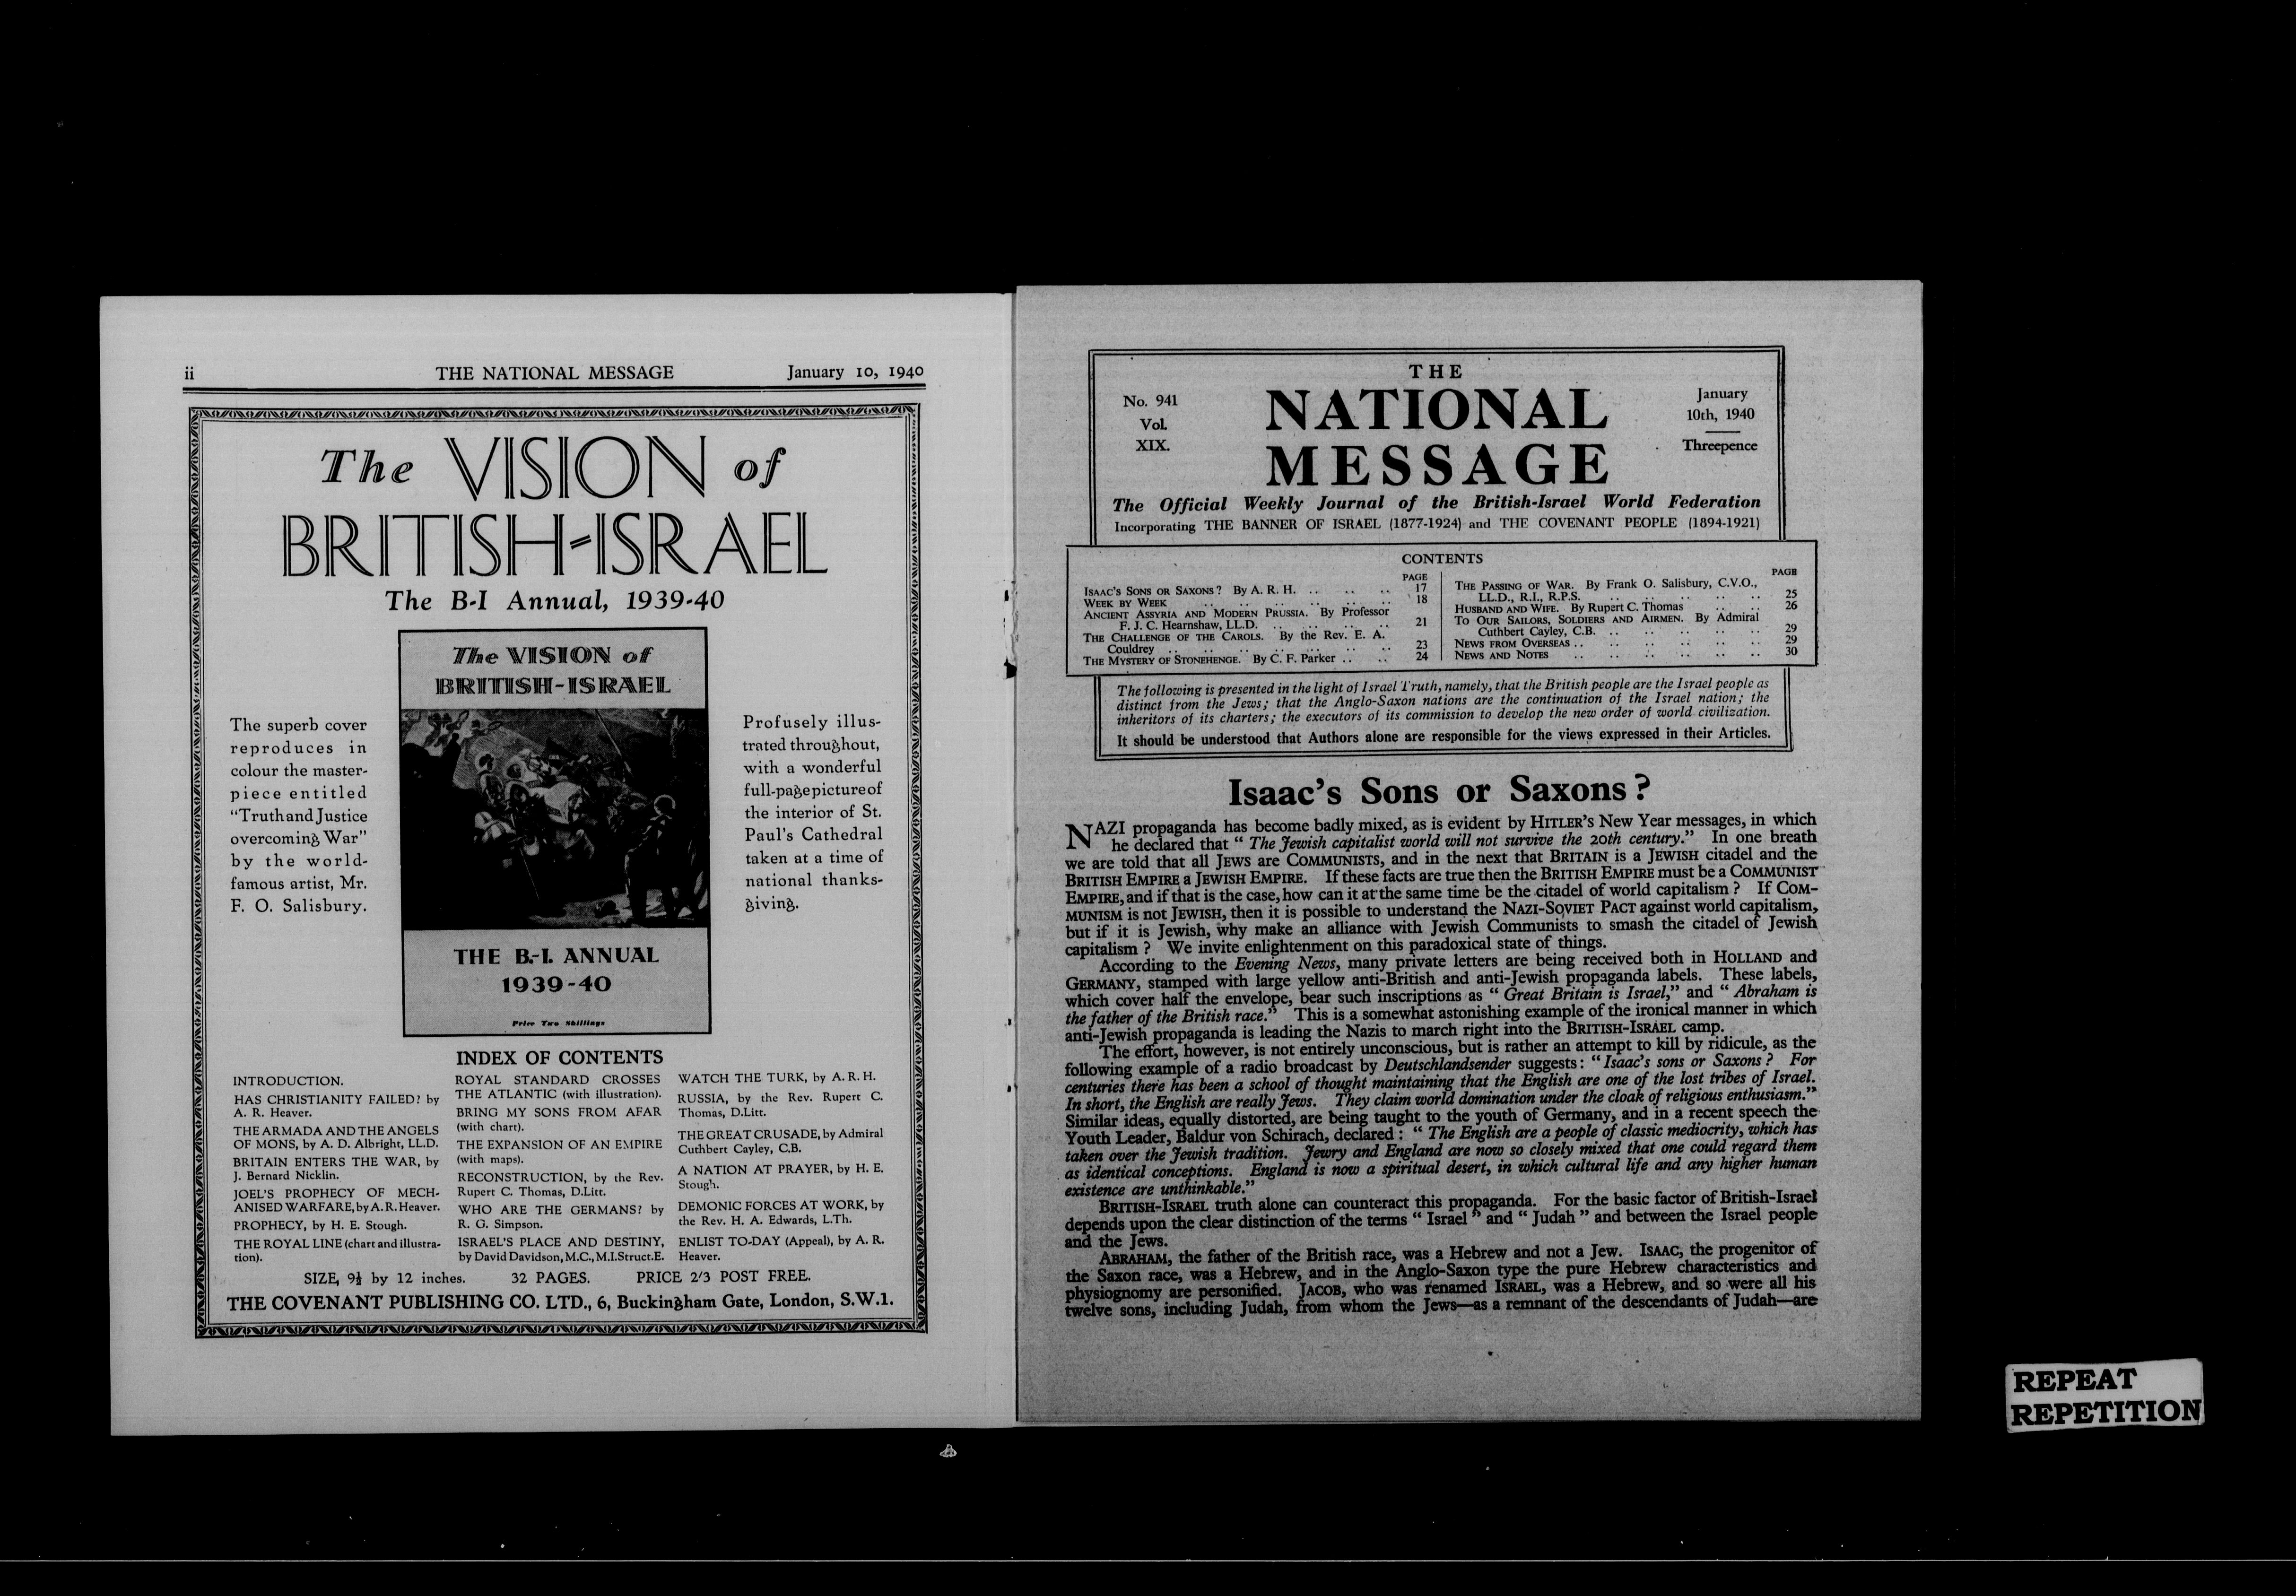 ii
THE NATIONAL MESSAGE
January 10, 1940
The VISION of
BRITISH-ISRAEL
The B-I Annual, 1939-40
The superb cover
reproduces in
colour the master-
piece entitled
"Truth and Justice
overcoming War"
by the world-
famous artist, Mr.
F. O. Salisbury.
The VISION of
BRITISH-ISRAEL
THE B.-I. ANNUAL
1939-40
Price Two Shillings
Profusely illus-
trated throughout,
with a wonderful
full-page picture of
the interior of St.
Paul's Cathedral
taken at a time of
national thanks-
giving.
INDEX OF CONTENTS
INTRODUCTION.
HAS CHRISTIANITY FAILED? by
A. R. Heaver.
THE ARMADA AND THE ANGELS
OF MONS, by A. D. Albright, LL.D.
BRITAIN ENTERS THE WAR, by
J. Bernard Nicklin.
JOEL'S PROPHECY OF MECH-
ANISED WARFARE, by A. R. Heaver.
PROPHECY, by H. E. Stough.
THE ROYAL LINE (chart and illustra-
tion).
ROYAL STANDARD CROSSES
THE ATLANTIC (with illustration).
BRING MY SONS FROM AFAR
(with chart).
THE EXPANSION OF AN EMPIRE
(with maps).
RECONSTRUCTION, by the Rev.
Rupert C. Thomas, D.Litt.
WHO ARE THE GERMANS? by
R. G. Simpson.
ISRAEL'S PLACE AND DESTINY,
by David Davidson, M.C., M.I.Struct.E.
WATCH THE TURK, by A. R. H.
RUSSIA, by the Rev. Rupert C.
Thomas, D.Litt.
THE GREAT CRUSADE, by Admiral
Cuthbert Cayley, C.B.
A NATION AT PRAYER, by H. E.
Stough.
DEMONIC FORCES AT WORK, by
the Rev. H. A. Edwards, L.Th.
ENLIST TO-DAY (Appeal), by A. R.
Heaver.
SIZE, 9½ by 12 inches. 32 PAGES. PRICE 2/3 POST FREE.
THE COVENANT PUBLISHING CO. LTD., 6, Buckingham Gate, London, S.W.1.
No. 941
Vol.
XIX.
THE
NATIONAL
MESSAGE
January
10th, 1940
Threepence
The Official Weekly Journal of the British-Israel World Federation
Incorporating THE BANNER OF ISRAEL (1877-1924) and THE COVENANT PEOPLE (1894-1921)
CONTENTS
PAGE
ISAAC'S SONS OR SAXONS? By A. R. H. .. .. .. 17
WEEK BY WEEK .. .. .. .. .. .. 18
ANCIENT ASSYRIA AND MODERN PRUSSIA. By Professor
F. J. C. Hearnshaw, LL.D. .. .. .. .. 21
THE CHALLENGE OF THE CAROLS. By the Rev. E. A.
Couldrey .. .. .. .. .. .. .. 23
THE MYSTERY OF STONEHENGE. By C. F. Parker .. .. 24
PAGE
THE PASSING OF WAR. By Frank O. Salisbury, C.V.O.,
LL.D., R.I., R.P.S. .. .. .. .. .. 25
HUSBAND AND WIFE. By Rupert C. Thomas .. .. 26
TO OUR SAILORS, SOLDIERS AND AIRMEN. By Admiral
Cuthbert Cayley, C.B. .. .. .. .. .. 29
NEWS FROM OVERSEAS .. .. .. .. .. .. 29
NEWS AND NOTES .. .. .. .. .. .. 30
The following is presented in the light of Israel Truth, namely, that the British people are the Israel people as
distinct from the Jews; that the Anglo-Saxon nations are the continuation of the Israel nation; the
inheritors of its charters; the executors of its commission to develop the new order of world civilization.
It should be understood that Authors alone are responsible for the views expressed in their Articles.
Isaac's Sons or Saxons?
NAZI propaganda has become badly mixed, as is evident by HITLER'S New Year messages, in which
he declared that "The Jewish capitalist world will not survive the 20th century." In one breath
we are told that all JEWS are COMMUNISTS, and in the next that BRITAIN is a JEWISH citadel and the
BRITISH EMPIRE a JEWISH EMPIRE. If these facts are true then the BRITISH EMPIRE must be a COMMUNIST
EMPIRE, and if that is the case, how can it at the same time be the citadel of world capitalism? If COM-
MUNISM is not JEWISH, then it is possible to understand the NAZI-SOVIET PACT against world capitalism,
but if it is Jewish, why make an alliance with Jewish Communists to smash the citadel of Jewish
capitalism? We invite enlightenment on this paradoxical state of things.
According to the Evening News, many private letters are being received both in HOLLAND and
GERMANY, stamped with large yellow anti-British and anti-Jewish propaganda labels. These labels,
which cover half the envelope, bear such inscriptions as "Great Britain is Israel," and "Abraham is
the father of the British race." This is a somewhat astonishing example of the ironical manner in which
anti-Jewish propaganda is leading the Nazis to march right into the BRITISH-ISRAEL camp.
The effort, however, is not entirely unconscious, but is rather an attempt to kill by ridicule, as the
following example of a radio broadcast by Deutschlandsender suggests: "Isaac's sons or Saxons? For
centuries there has been a school of thought maintaining that the English are one of the lost tribes of Israel.
In short, the English are really Jews. They claim world domination under the cloak of religious enthusiasm."
Similar ideas, equally distorted, are being taught to the youth of Germany, and in a recent speech the
Youth Leader, Baldur von Schirach, declared: "The English are a people of classic mediocrity, which has
taken over the Jewish tradition. Jewry and England are now so closely mixed that one could regard them
as identical conceptions. England is now a spiritual desert, in which cultural life and any higher human
existence are unthinkable."
BRITISH-ISRAEL truth alone can counteract this propaganda. For the basic factor of British-Israel
depends upon the clear distinction of the terms "Israel" and "Judah" and between the Israel people
and the Jews.
ABRAHAM, the father of the British race, was a Hebrew and not a Jew. ISAAC, the progenitor of
the Saxon race, was a Hebrew, and in the Anglo-Saxon type the pure Hebrew characteristics and
physiognomy are personified. JACOB, who was renamed ISRAEL, was a Hebrew, and so were all his
twelve sons, including Judah, from whom the Jews—as a remnant of the descendants of Judah—are
REPEAT
REPETITION